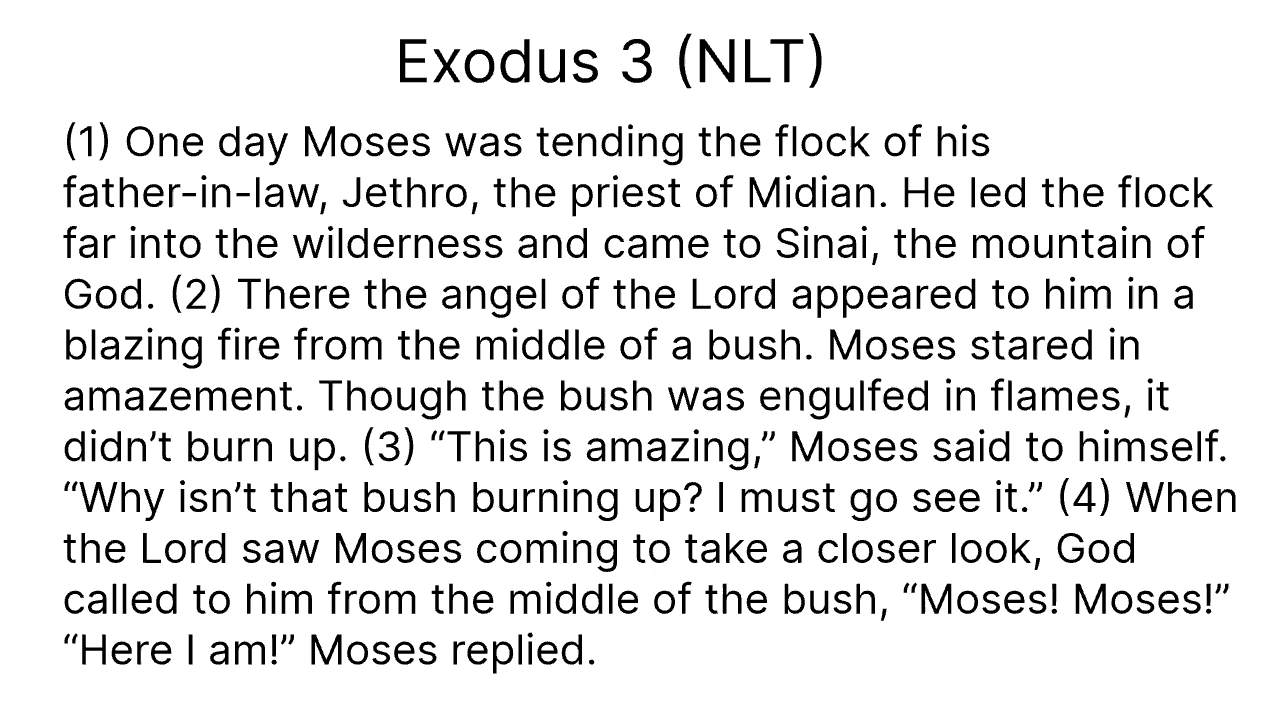 Exodus 3 (NLT)
(1) One day Moses was tending the flock of his
father-in-law, Jethro, the priest of Midian. He led the flock
far into the wilderness and came to Sinai, the mountain of
God. (2) There the angel of the Lord appeared to him in a
blazing fire from the middle of a bush. Moses stared in
amazement. Though the bush was engulfed in flames, it
didn’t burn up. (3) “This is amazing,” Moses said to himself.
“Why isn’t that bush burning up? I must go see it.” (4) When
the Lord saw Moses coming to take a closer look, God
called to him from the middle of the bush, “Moses! Moses!”
“Here I am!” Moses replied.